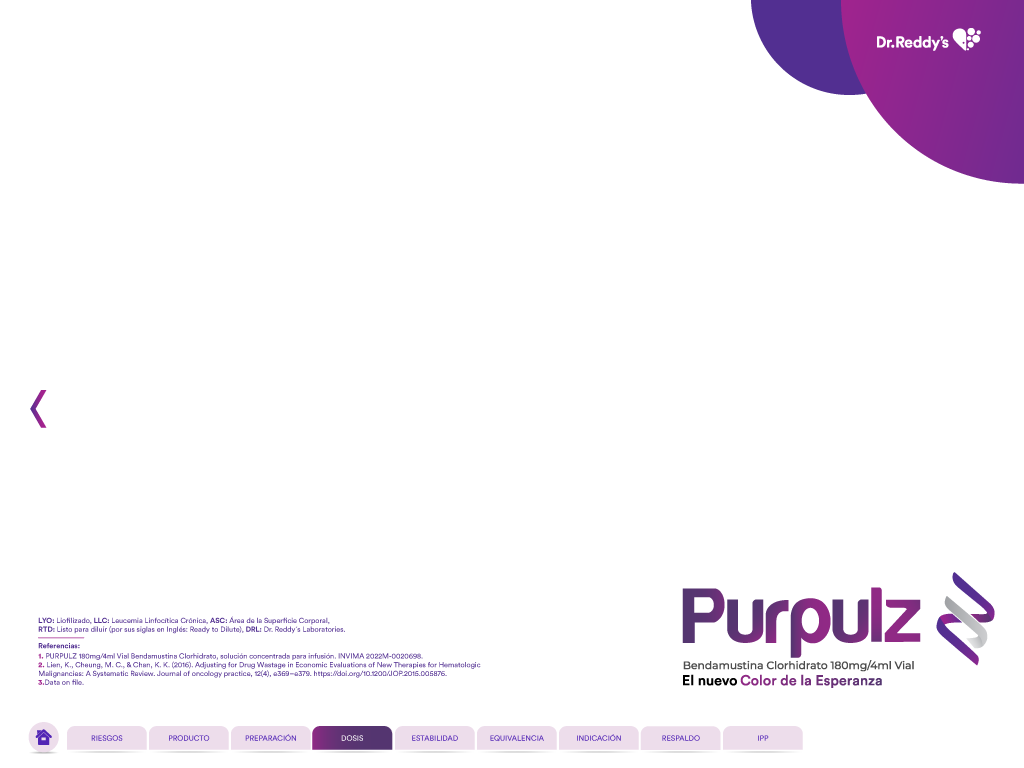 Dr.Reddy's
Purpulz
Bendamustina Clorhidrato 180mg/4ml Vial
El nuevo Color de la Esperanza
LYO: Liofilizado, LLC: Leucemia Linfocítica Crónica, ASC: Área de la Superficie Corporal,
RTD: Listo para diluir (por sus siglas en Inglés: Ready to Dilute), DRL: Dr. Reddy's Laboratories.
Referencias:
1. PURPULZ 180mg/4ml Vial Bendamustina Clorhidrato, solución concentrada para infusión. INVIMA 2022M-0020698.
2. Lien, K., Cheung, M. C., & Chan, K. K. (2016). Adjusting for Drug Wastage in Economic Evaluations of New Therapies for Hematologic
Malignancies: A Systematic Review. Journal of oncology practice, 12(4), e369–e379. https://doi.org/10.1200/JOP.2015.005876.
3.Data on file.
RIESGOS PRODUCTO PREPARACIÓN DOSIS ESTABILIDAD EQUIVALENCIA INDICACIÓN RESPALDO IPP